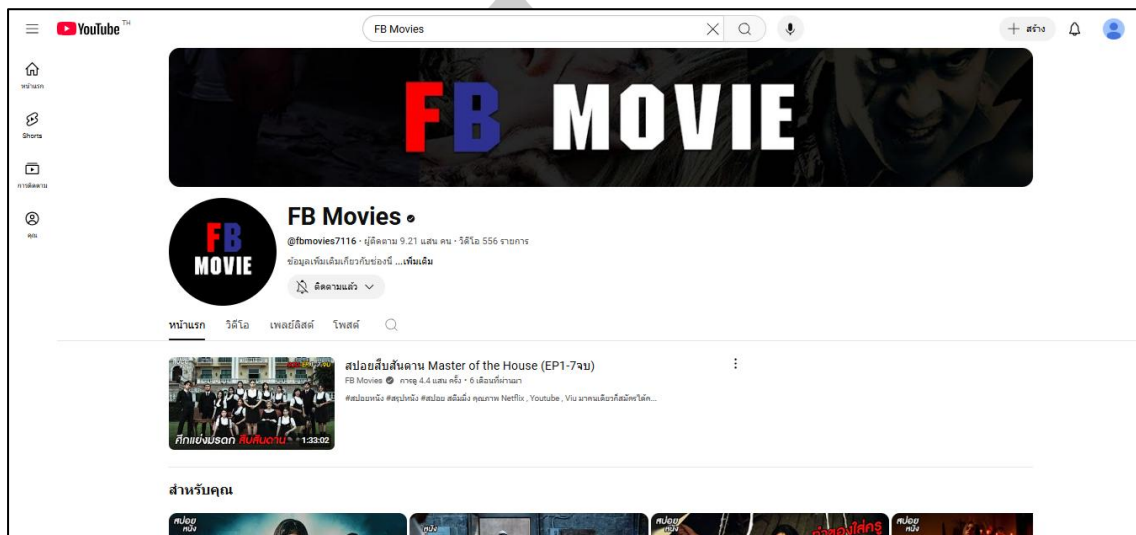 YouTube TH
FB Movies
สร้าง
หน้าแรก
Shorts
การติดตาม
คุณ
FB MOVIE
FB
MOVIE
FB Movies
@fbmovies7116 · ผู้ติดตาม 9.21 แสน คน · วิดีโอ 556 รายการ
ข้อมูลเพิ่มเติมเกี่ยวกับช่องนี้ ...เพิ่มเติม
ติดตามแล้ว
หน้าแรก วิดีโอ เพลย์ลิสต์ โพสต์
สปอยสืบสันดาน Master of the House (EP1-7จบ)
FB Movies การดู 4.4 แสน ครั้ง • 6 เดือนที่ผ่านมา
#สปอยหนัง #สรุปหนัง #สปอย สตีมมิ่ง คุณภาพ Netflix , Youtube , Viu มาคนเดียวก็สมัครได้ค...
ศึกแย่งมรดก สืบสันดาน 1:33:02
สำหรับคุณ
สปอย
หนัง
หนัง
สปอย
หนัง
สปอย
หนัง